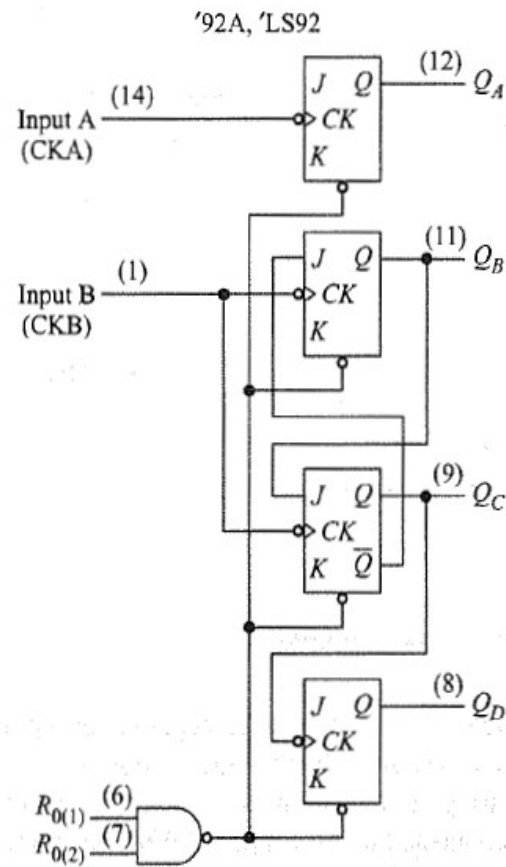 '92A, 'LS92
J Q (12) Q_A
Input A (14) CK
(CKA)
K
J Q (11) Q_B
Input B (1) CK
(CKB)
K
J Q (9) Q_C
CK
K Q̅
J Q (8) Q_D
CK
K
R_0(1) (6)
R_0(2) (7)